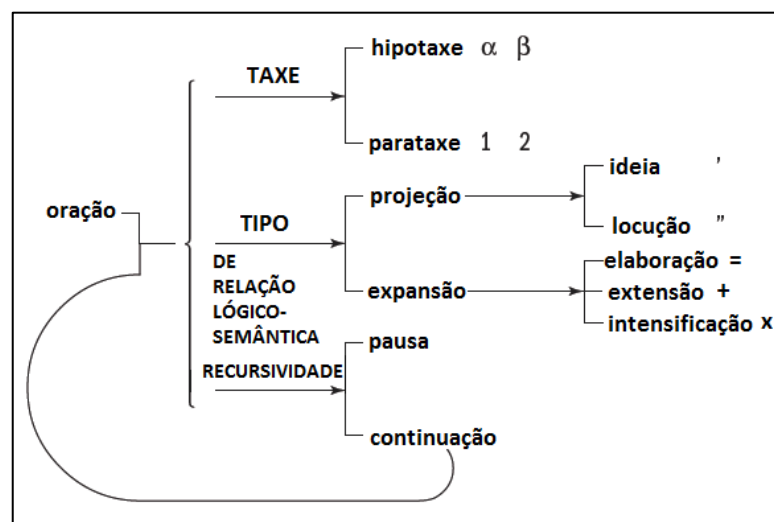 hipotaxe α β
TAXE
parataxe 1 2
ideia '
projeção
oração
TIPO
locução "
DE
RELAÇÃO
LÓGICO-
SEMÂNTICA
elaboração =
expansão
extensão +
intensificação x
pausa
RECURSIVIDADE
continuação